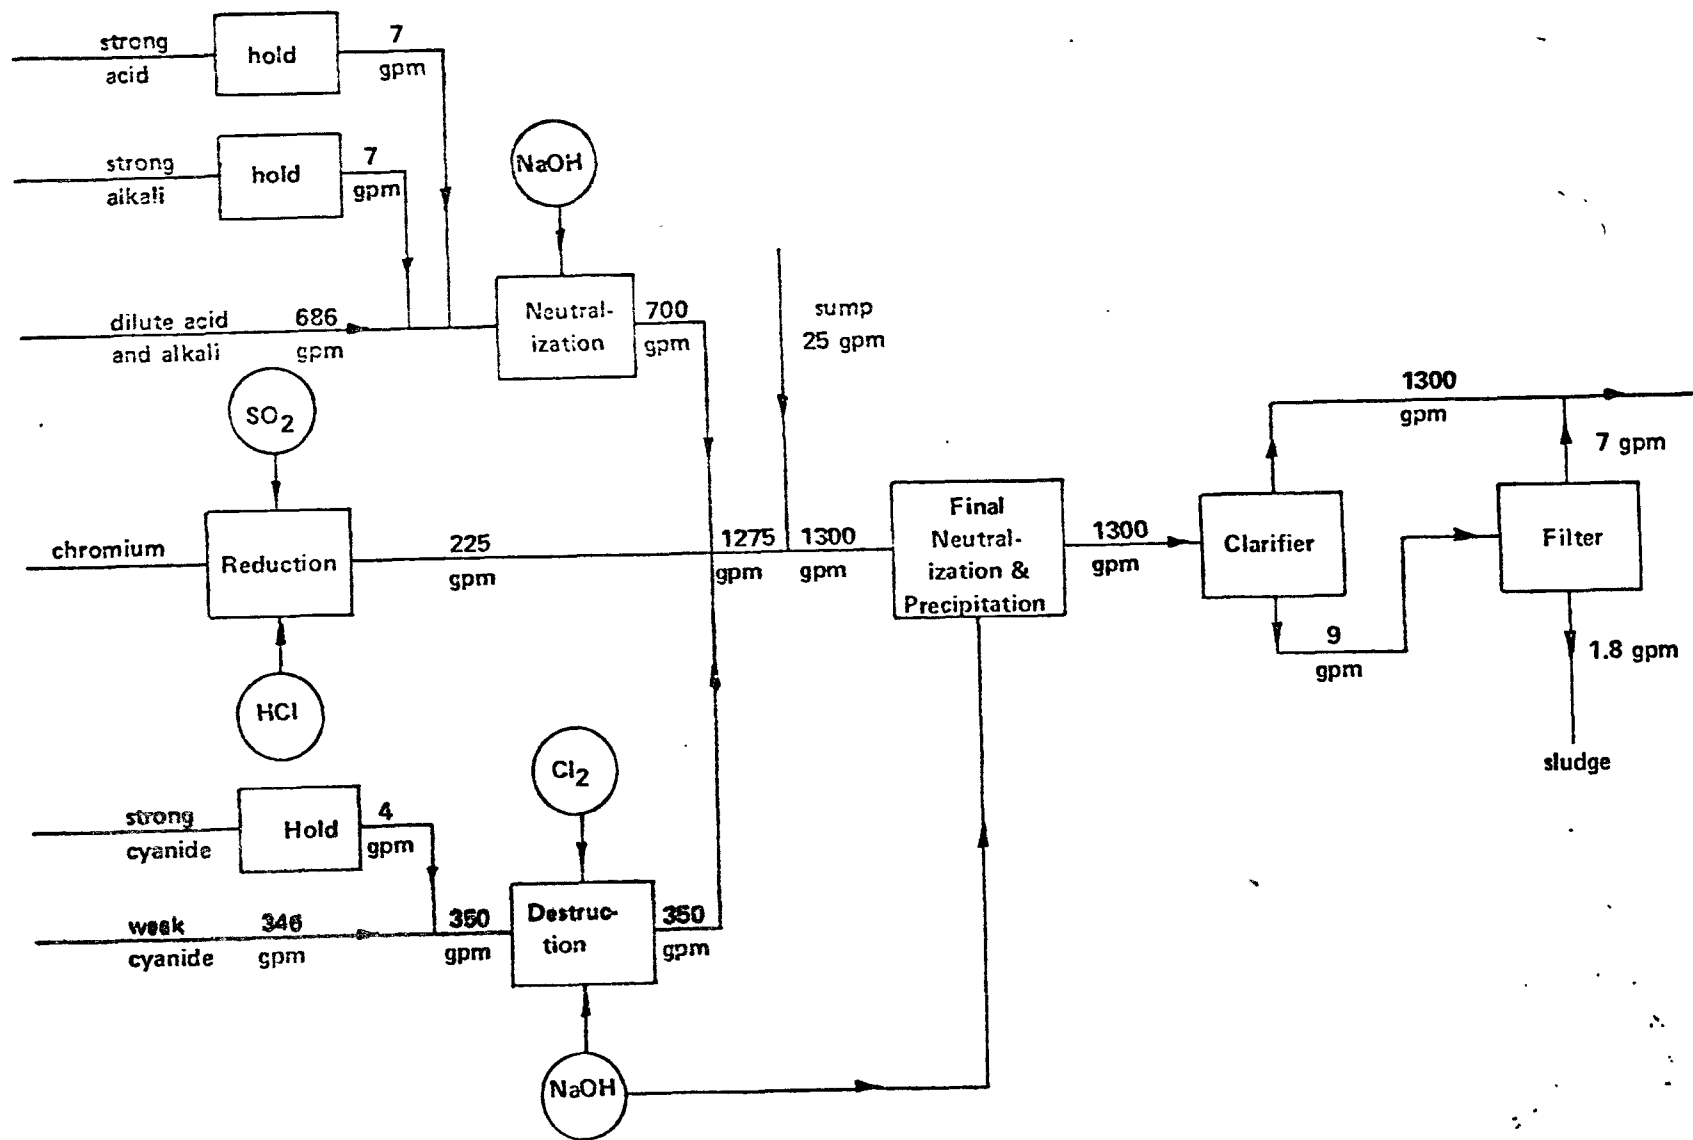 strong
acid
hold
7
gpm
strong
alkali
hold
7
gpm
NaOH
dilute acid
and alkali
686
gpm
Neutral-
ization
700
gpm
sump
25 gpm
SO2
chromium
Reduction
225
gpm
HCl
1275
gpm
1300
gpm
Final
Neutral-
ization &
Precipitation
1300
gpm
Clarifier
1300
gpm
7 gpm
Filter
9
gpm
1.8 gpm
sludge
strong
cyanide
Hold
4
gpm
Cl2
weak
cyanide
346
gpm
350
gpm
Destruc-
tion
350
gpm
NaOH